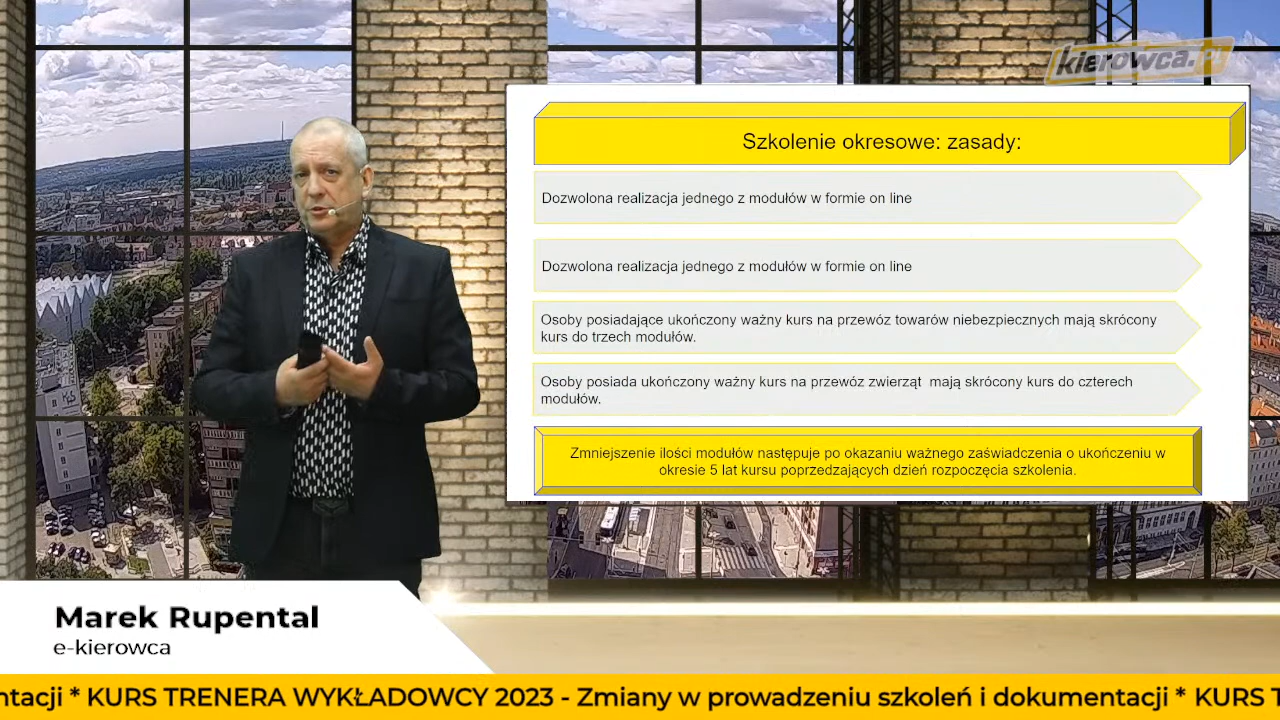 kierowca.pl
Szkolenie okresowe: zasady:
Dozwolona realizacja jednego z modułów w formie on line
Dozwolona realizacja jednego z modułów w formie on line
Osoby posiadające ukończony ważny kurs na przewóz towarów niebezpiecznych mają skrócony
kurs do trzech modułów.
Osoby posiada ukończony ważny kurs na przewóz zwierząt  mają skrócony kurs do czterech
modułów.
Zmniejszenie ilości modułów następuje po okazaniu ważnego zaświadczenia o ukończeniu w
okresie 5 lat kursu poprzedzających dzień rozpoczęcia szkolenia.
Marek Rupental
e-kierowca
ntacji * KURS TRENERA WYKŁADOWCY 2023 - Zmiany w prowadzeniu szkoleń i dokumentacji * KURS T